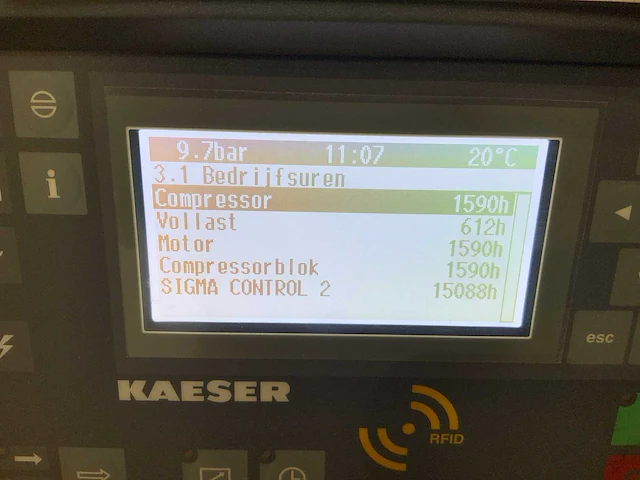 9.7bar 11:07 20°C
3.1 Bedrijfsuren
Compressor 1590h
Vollast 612h
Motor 1590h
Compressorblok 1590h
SIGMA CONTROL 2 15088h
esc
KAESER
RFID